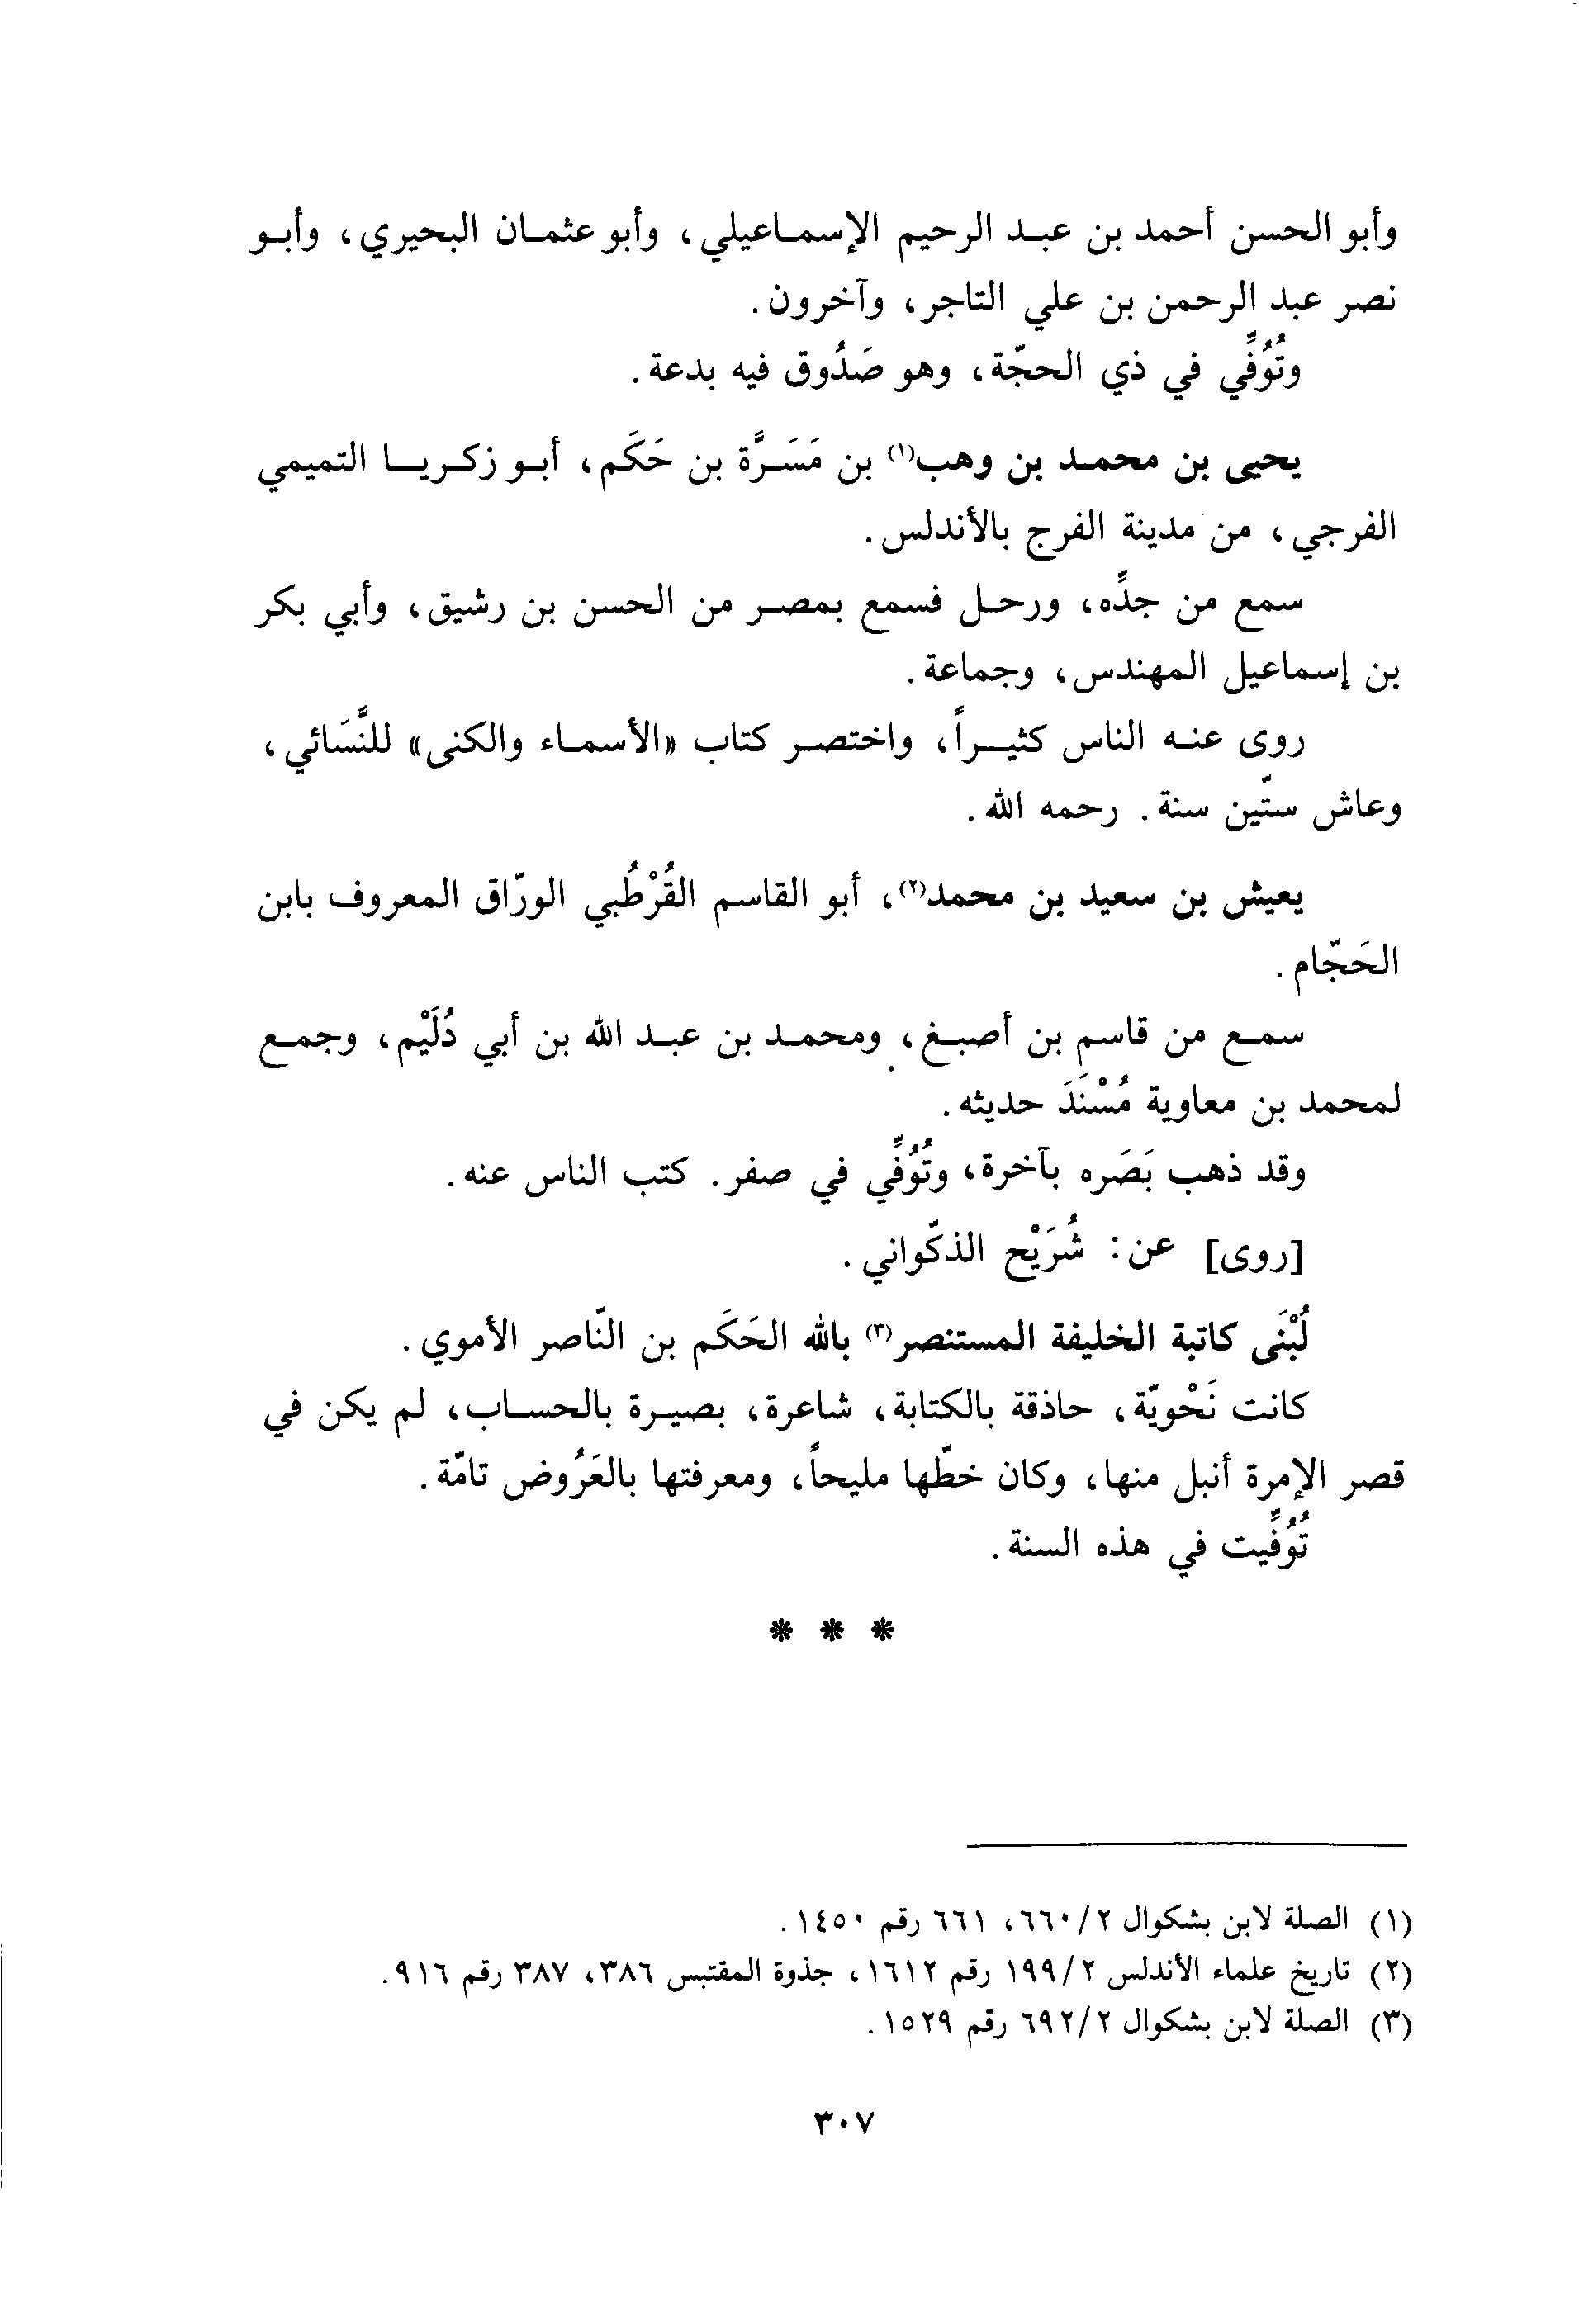 وأبو الحسن أحمد بن عبد الرحيم الإسماعيلي، وأبو عثمان البحيري، وأبو
نصر عبد الرحمن بن علي التاجر، وآخرون.
وتُوُفِّي في ذي الحجّة، وهو صَدُوق فيه بدعة.
يحيى بن محمد بن وهب(١) بن مَسَرَّة بن حَكَم، أبو زكريا التميمي
الفرجي، من مدينة الفرج بالأندلس.
سمع من جدِّه، ورحل فسمع بمصر من الحسن بن رشيق، وأبي بكر
بن إسماعيل المهندس، وجماعة.
روى عنه الناس كثيراً، واختصر كتاب «الأسماء والكنى» للنَّسَائي،
وعاش ستّين سنة. رحمه الله.
يعيش بن سعيد بن محمد(٢)، أبو القاسم القُرْطُبي الورّاق المعروف بابن
الحَجّام.
سمع من قاسم بن أصبغ، ومحمد بن عبد الله بن أبي دُلَيْم، وجمع
لمحمد بن معاوية مُسْنَدَ حديثه.
وقد ذهب بَصَره بآخرة، وتُوُفِّي في صفر. كتب الناس عنه.
[روى] عن: شُرَيْح الذكّواني.
لُبْنَى كاتبة الخليفة المستنصر(٣) بالله الحَكَم بن النّاصر الأموي.
كانت نَحْويّة، حاذقة بالكتابة، شاعرة، بصيرة بالحساب، لم يكن في
قصر الإمرة أنبل منها، وكان خطّها مليحاً، ومعرفتها بالعَرُوض تامّة.
تُوُفِّيت في هذه السنة.
* * *
(١) الصلة لابن بشكوال ٢/ ٦٦٠، ٦٦١ رقم ١٤٥٠.
(٢) تاريخ علماء الأندلس ٢/ ١٩٩ رقم ١٦١٢، جذوة المقتبس ٣٨٦، ٣٨٧ رقم ٩١٦.
(٣) الصلة لابن بشكوال ٢/ ٦٩٢ رقم ١٥٢٩.
٣٠٧